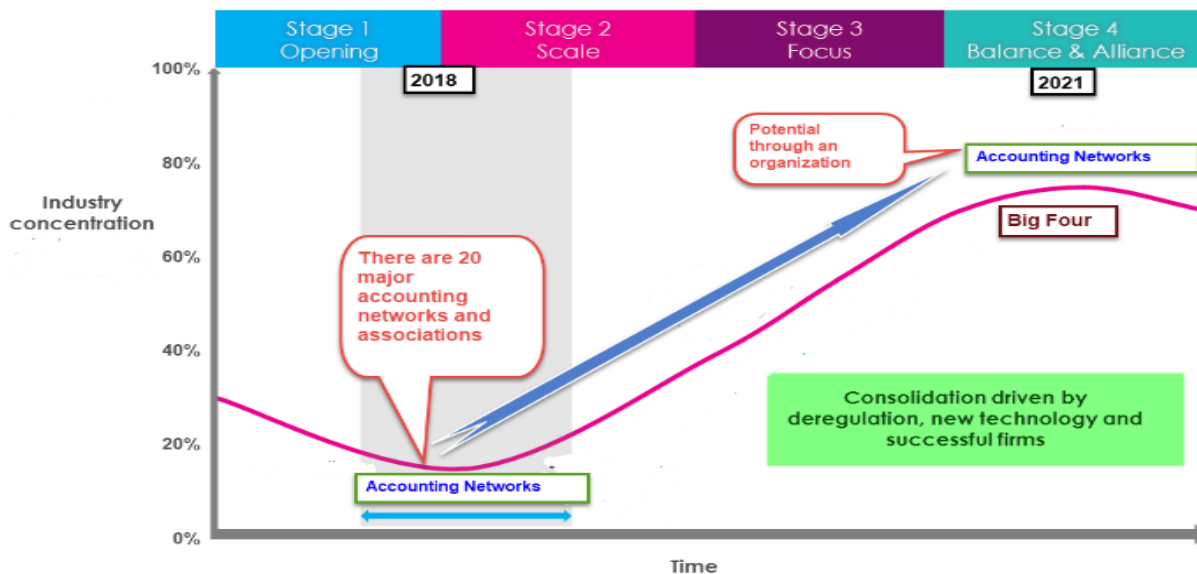 Stage 1
Opening
Stage 2
Scale
Stage 3
Focus
Stage 4
Balance & Alliance
100%
2018
2021
80%
Potential
through an
organization
Accounting Networks
Industry
concentration
Big Four
60%
There are 20
major
accounting
networks and
associations
40%
Consolidation driven by
deregulation, new technology and
successful firms
20%
Accounting Networks
0%
Time